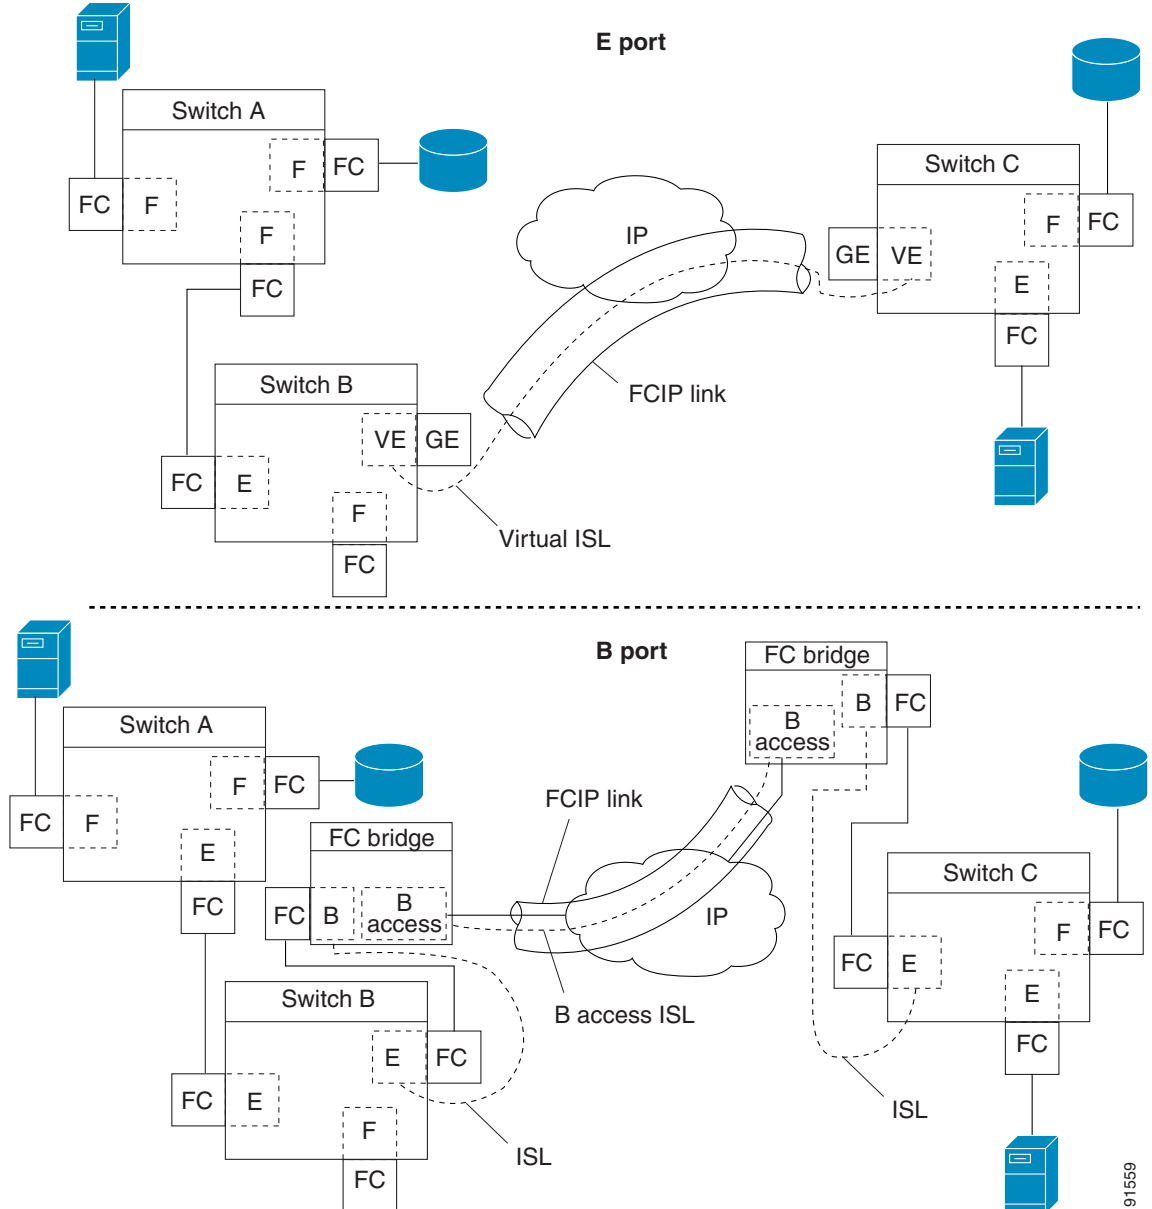 E port
Switch A
F
FC
FC
F
F
FC
IP
Switch C
F
FC
GE
VE
E
FC
FCIP link
Switch B
VE
GE
FC
E
F
FC
Virtual ISL
B port
FC bridge
B
FC
B
access
Switch A
F
FC
FC
F
E
FC
FCIP link
FC bridge
FC
B
B
access
IP
Switch C
F
FC
FC
E
E
FC
B access ISL
Switch B
E
FC
FC
E
F
FC
ISL
ISL
91559